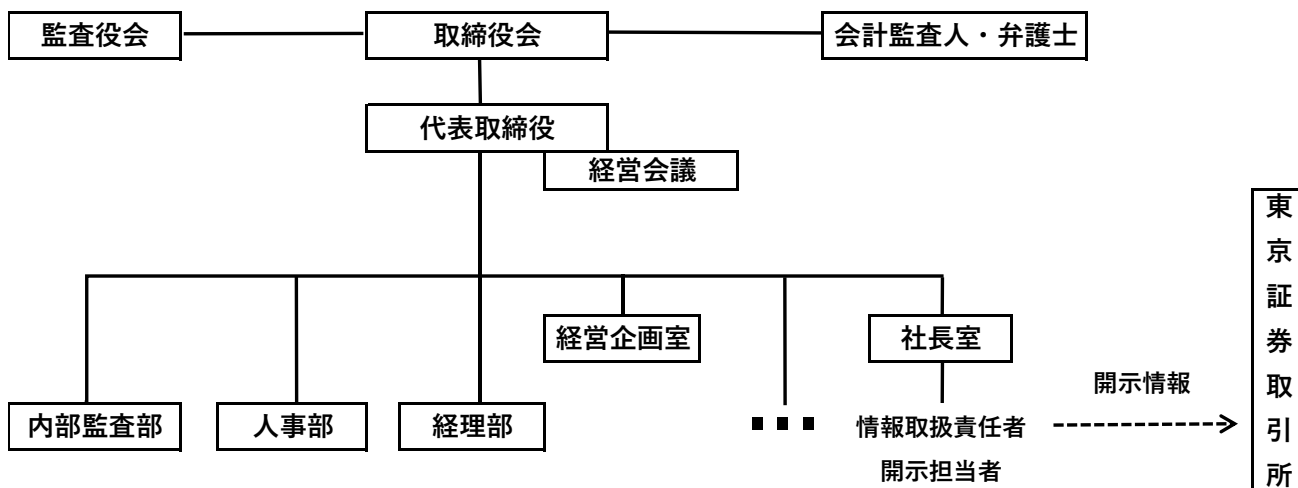 監査役会
取締役会
会計監査人・弁護士
代表取締役
経営会議
経営企画室
社長室
内部監査部
人事部
経理部
情報取扱責任者
開示担当者
開示情報
東京証券取引所